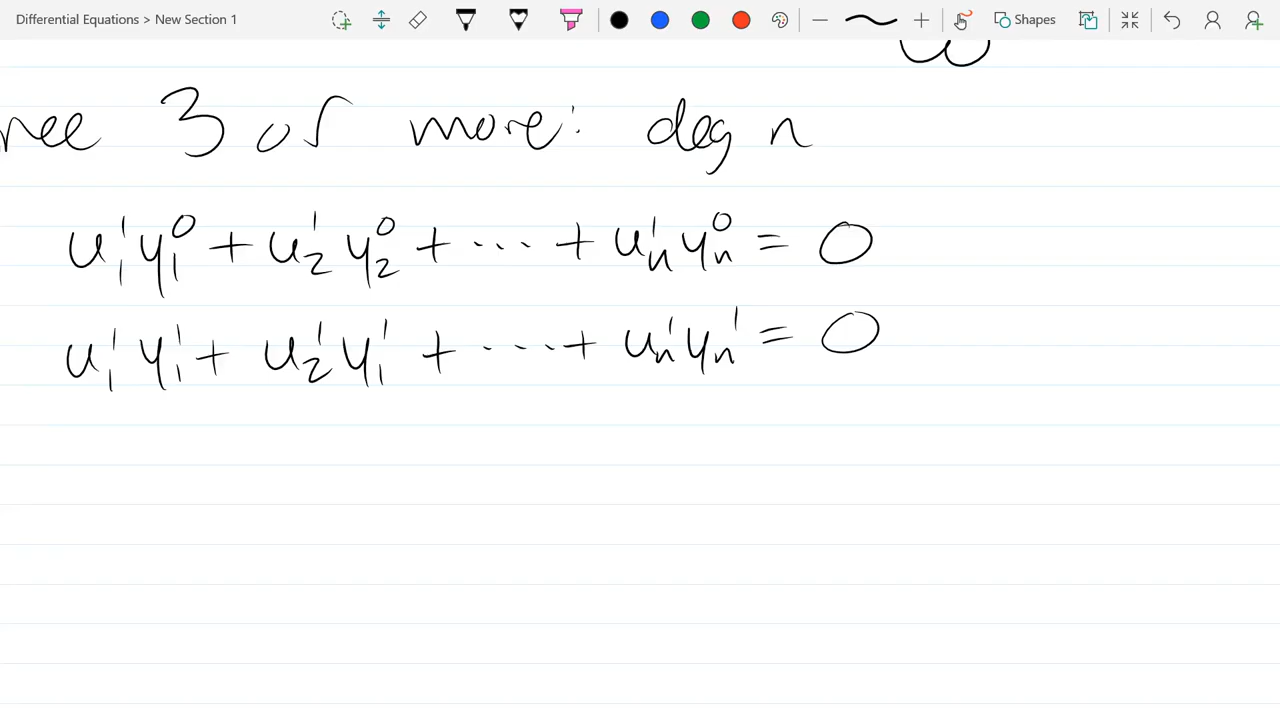 Differential Equations > New Section 1
Shapes
ree 3 or more: deg n
u₁'y₁⁰ + u₂'y₂⁰ + ... + uₙ'yₙ⁰ = 0
u₁'y₁' + u₂'y₁' + ... + uₙ'yₙ' = 0